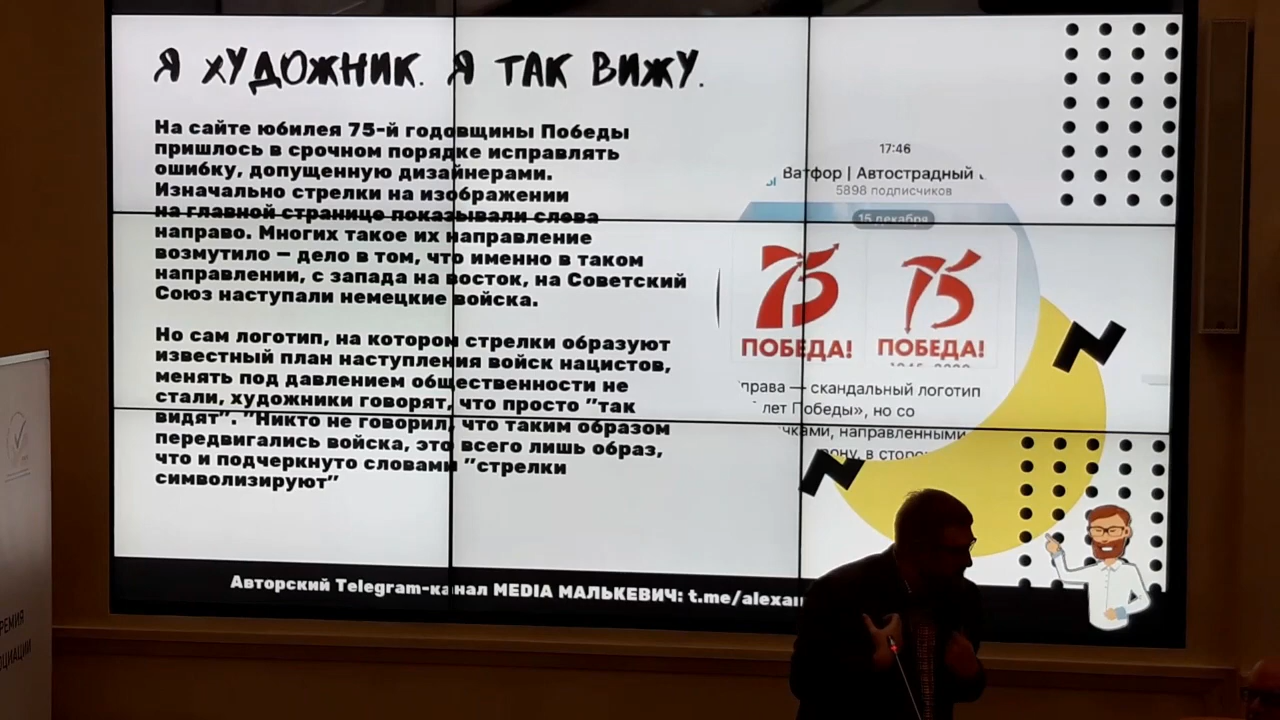 Я ХУДОЖНИК. Я ТАК ВИЖУ.
На сайте юбилея 75-й годовщины Победы
пришлось в срочном порядке исправлять
ошибку, допущенную дизайнерами.
Изначально стрелки на изображении
на главной странице показывали слева
направо. Многих такое их направление
возмутило – дело в том, что именно в таком
направлении, с запада на восток, на Советский
Союз наступали немецкие войска.
Но сам логотип, на котором стрелки образуют
известный план наступления войск нацистов,
менять под давлением общественности не
стали, художники говорят, что просто "так
видят". "Никто не говорил, что таким образом
передвигались войска, это всего лишь образ,
что и подчеркнуто словами "стрелки
символизируют"
17:46
Ватфор | Автострадный
5898 подписчиков
15 декабря
75 75
ПОБЕДА! ПОБЕДА!
права — скандальный логотип
лет Победы», но со
чками, направленными
ону, в сторо
Авторский Telegram-канал MEDIA МАЛЬКЕВИЧ: t.me/alexan
РЕМИЯ
ОЦИАЦИИ